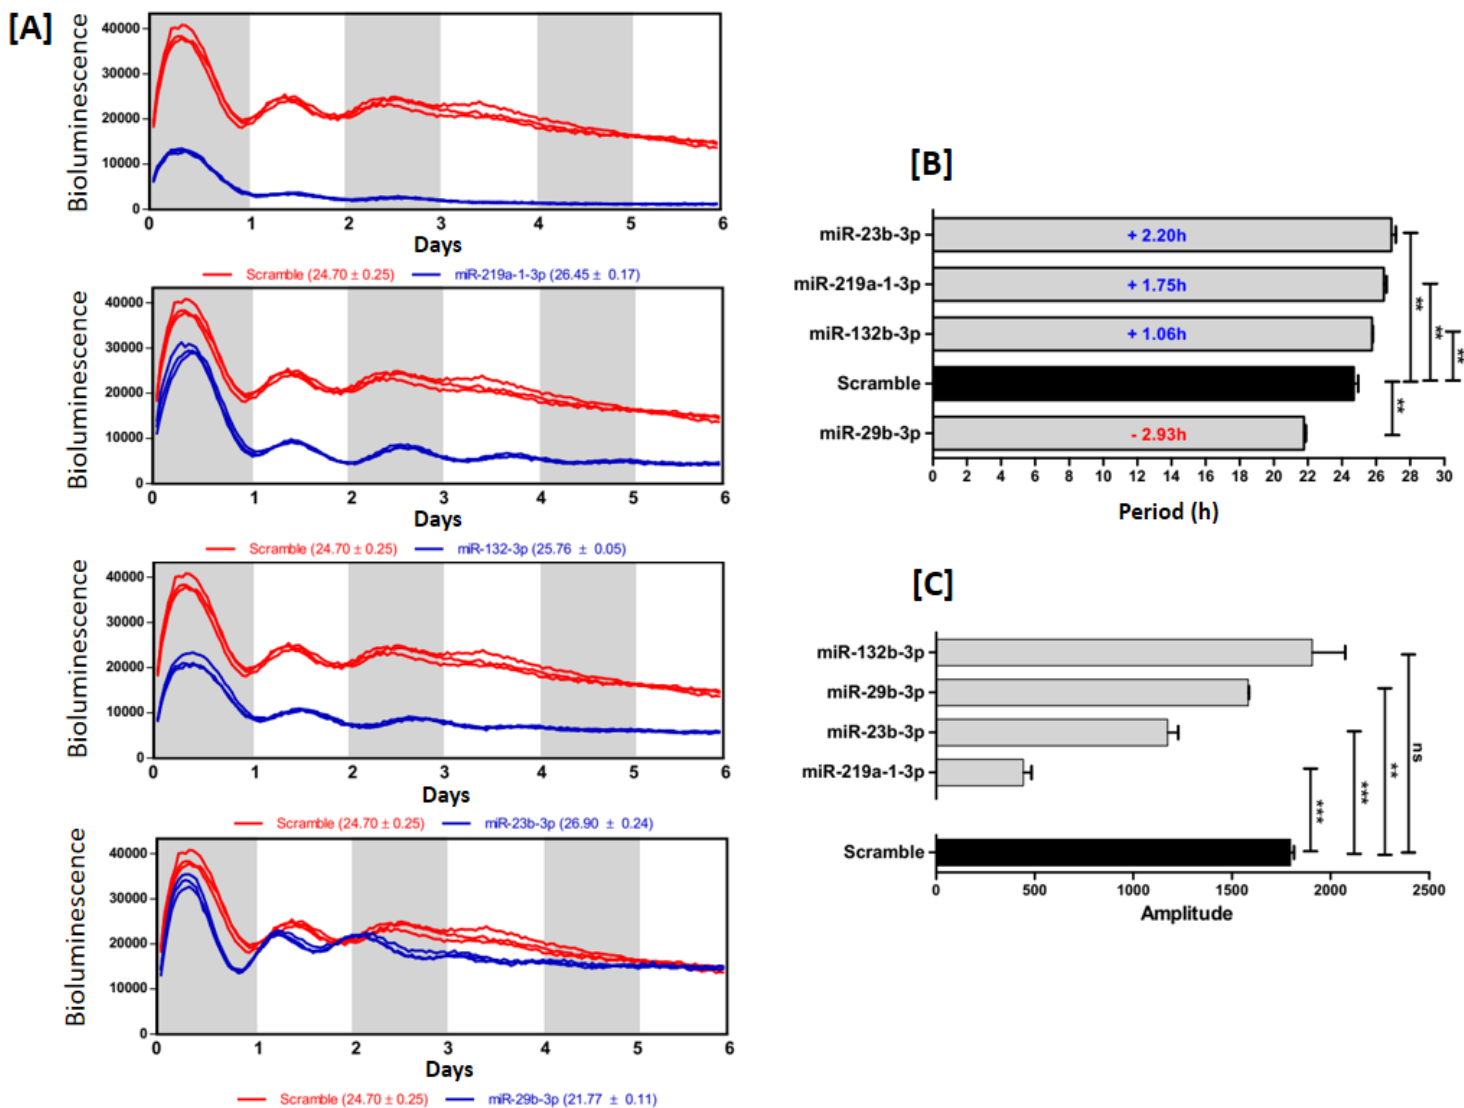 [A]
Bioluminescence
40000
30000
20000
10000
0
0 1 2 3 4 5 6
Days
Scramble (24.70 ± 0.25) miR-219a-1-3p (26.45 ± 0.17)
Bioluminescence
40000
30000
20000
10000
0
0 1 2 3 4 5 6
Days
Scramble (24.70 ± 0.25) miR-132-3p (25.76 ± 0.05)
Bioluminescence
40000
30000
20000
10000
0
0 1 2 3 4 5 6
Days
Scramble (24.70 ± 0.25) miR-23b-3p (26.90 ± 0.24)
Bioluminescence
40000
30000
20000
10000
0
0 1 2 3 4 5 6
Days
Scramble (24.70 ± 0.25) miR-29b-3p (21.77 ± 0.11)
[B]
miR-23b-3p + 2.20h
miR-219a-1-3p + 1.75h
miR-132b-3p + 1.06h
Scramble
miR-29b-3p - 2.93h
** ** ** **
0 2 4 6 8 10 12 14 16 18 20 22 24 26 28 30
Period (h)
[C]
miR-132b-3p
miR-29b-3p
miR-23b-3p
miR-219a-1-3p
Scramble
*** *** ** ns
0 500 1000 1500 2000 2500
Amplitude